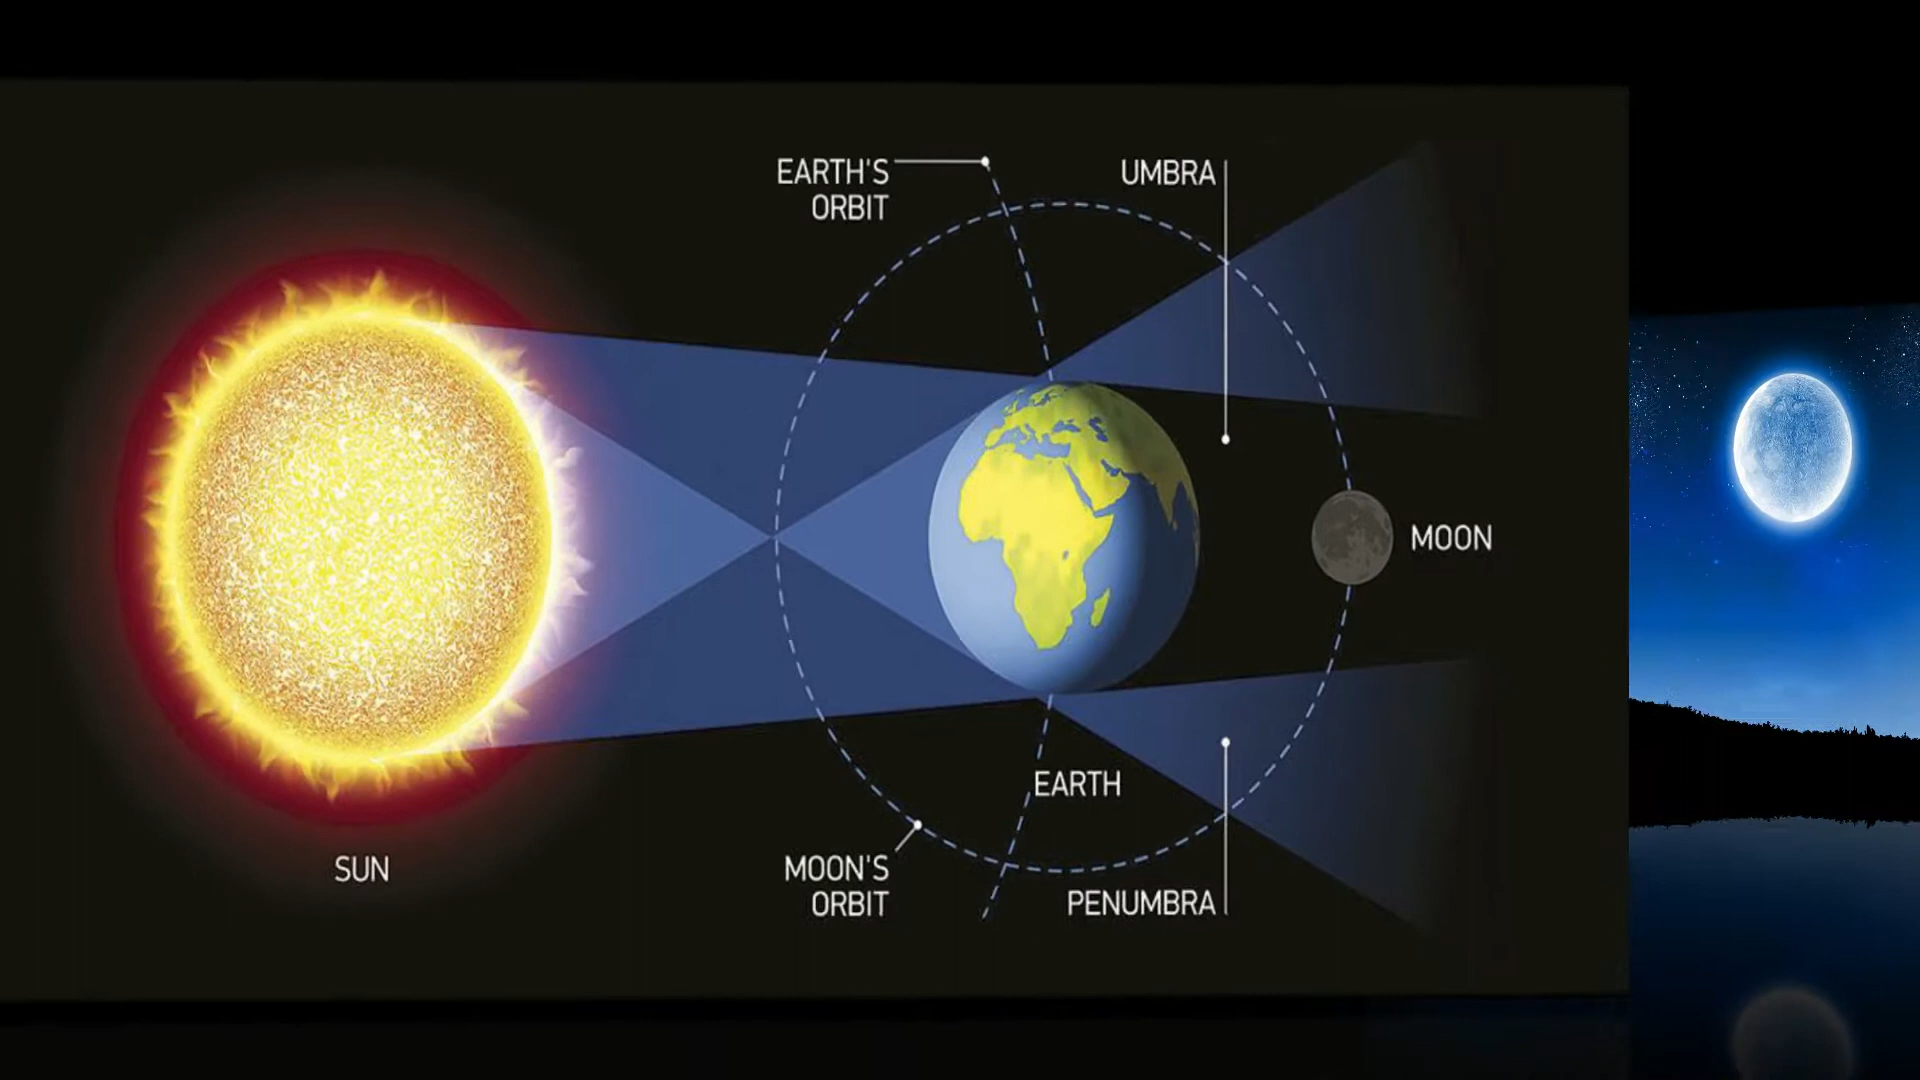 EARTH'S
ORBIT
UMBRA
MOON
EARTH
SUN
MOON'S
ORBIT
PENUMBRA